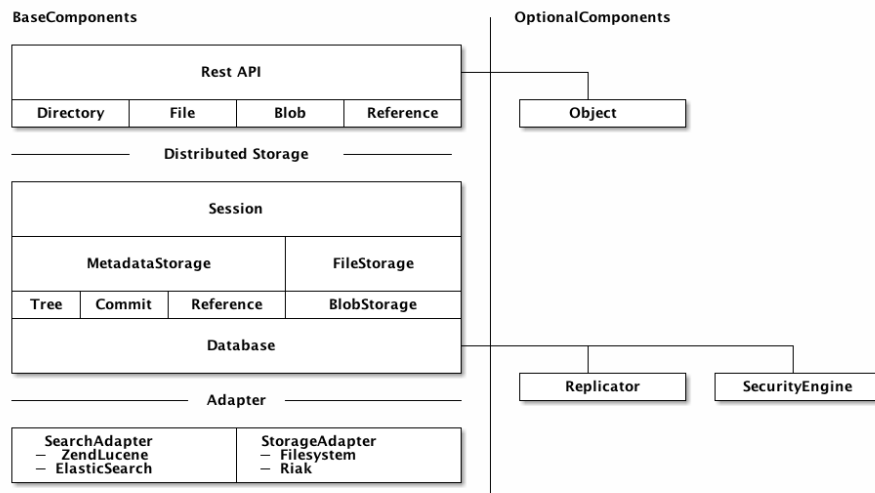 BaseComponents
OptionalComponents
Rest API
Directory
File
Blob
Reference
Object
Distributed Storage
Session
MetadataStorage
FileStorage
Tree
Commit
Reference
BlobStorage
Database
Replicator
SecurityEngine
Adapter
SearchAdapter
— ZendLucene
— ElasticSearch
StorageAdapter
— Filesystem
— Riak